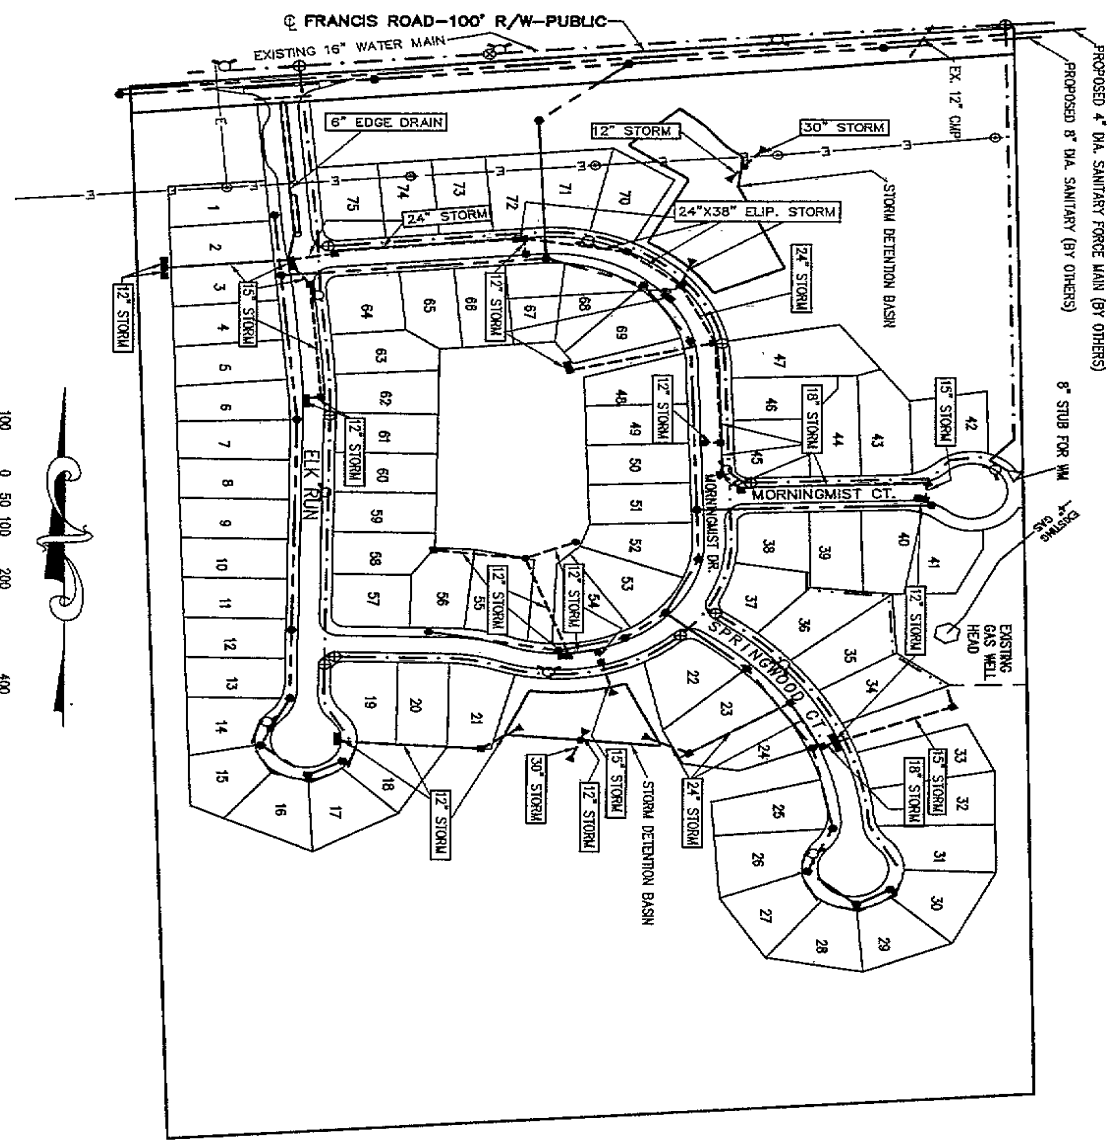 ℄ FRANCIS ROAD-100' R/W-PUBLIC
EXISTING 16" WATER MAIN
PROPOSED 4" DIA. SANITARY FORCE MAIN (BY OTHERS)
PROPOSED 8" DIA. SANITARY (BY OTHERS)
EX. 12" CMP
6" EDGE DRAIN
12" STORM
30" STORM
STORM DETENTION BASIN
E
E
E
E
E
E
E
E
24" STORM
24"X38" ELIP. STORM
24" STORM
12" STORM
15" STORM
12" STORM
12" STORM
12" STORM
18" STORM
15" STORM
8" STUB FOR WM
EXISTING
4" GAS
ELK RUN
MORNINGMIST CT.
MORNINGMIST DR.
SPRINGWOOD CT.
12" STORM
12" STORM
12" STORM
EXISTING
GAS WELL
HEAD
12" STORM
30" STORM
12" STORM
15" STORM
STORM DETENTION BASIN
24" STORM
18" STORM
15" STORM
1
2
3
4
5
6
7
8
9
10
11
12
13
14
15
16
17
18
19
20
21
22
23
24
25
26
27
28
29
30
31
32
33
34
35
36
37
38
39
40
41
42
43
44
45
46
47
48
49
50
51
52
53
54
55
56
57
58
59
60
61
62
63
64
65
66
67
68
69
70
71
72
73
74
75
100 0 50 100 200 400